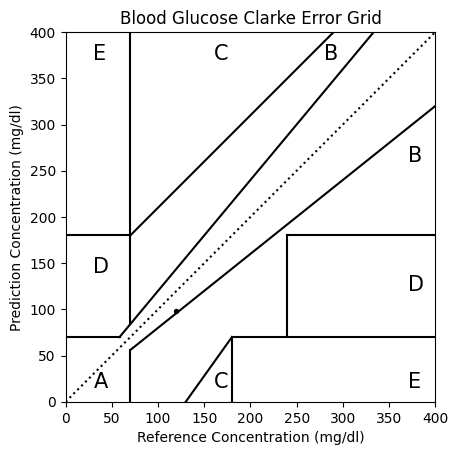 Blood Glucose Clarke Error Grid
Prediction Concentration (mg/dl)
400
350
300
250
200
150
100
50
0
E
C
B
B
D
D
A
C
E
0 50 100 150 200 250 300 350 400
Reference Concentration (mg/dl)